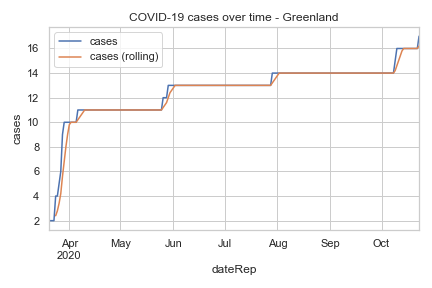 COVID-19 cases over time - Greenland
cases
cases (rolling)
16
14
12
10
8
6
4
2
cases
Apr
2020
May
Jun
Jul
Aug
Sep
Oct
dateRep